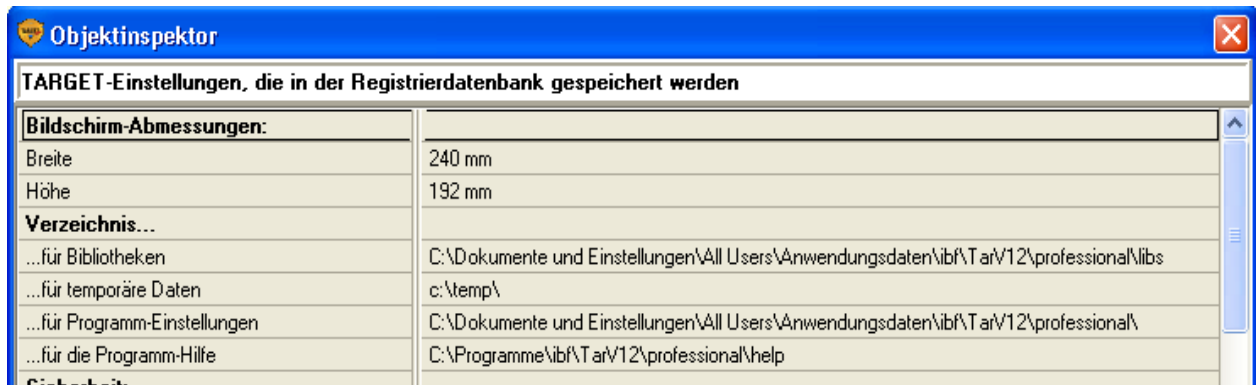 Objektinspektor
TARGET-Einstellungen, die in der Registrierdatenbank gespeichert werden
Bildschirm-Abmessungen:
Breite 240 mm
Höhe 192 mm
Verzeichnis...
...für Bibliotheken C:\Dokumente und Einstellungen\All Users\Anwendungsdaten\ibf\TarV12\professional\libs
...für temporäre Daten c:\temp\
...für Programm-Einstellungen C:\Dokumente und Einstellungen\All Users\Anwendungsdaten\ibf\TarV12\professional\
...für die Programm-Hilfe C:\Programme\ibf\TarV12\professional\help